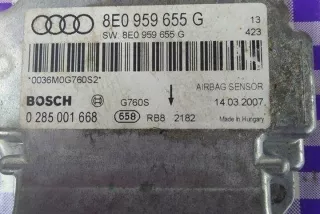 8E0 959 655 G 13
SW. 8E0 959 655 G 423
*0036M0G760S2*
AIRBAG SENSOR
BOSCH G760S 14.03.2007
0 285 001 668 658 RB8 2182 Made in Hungary